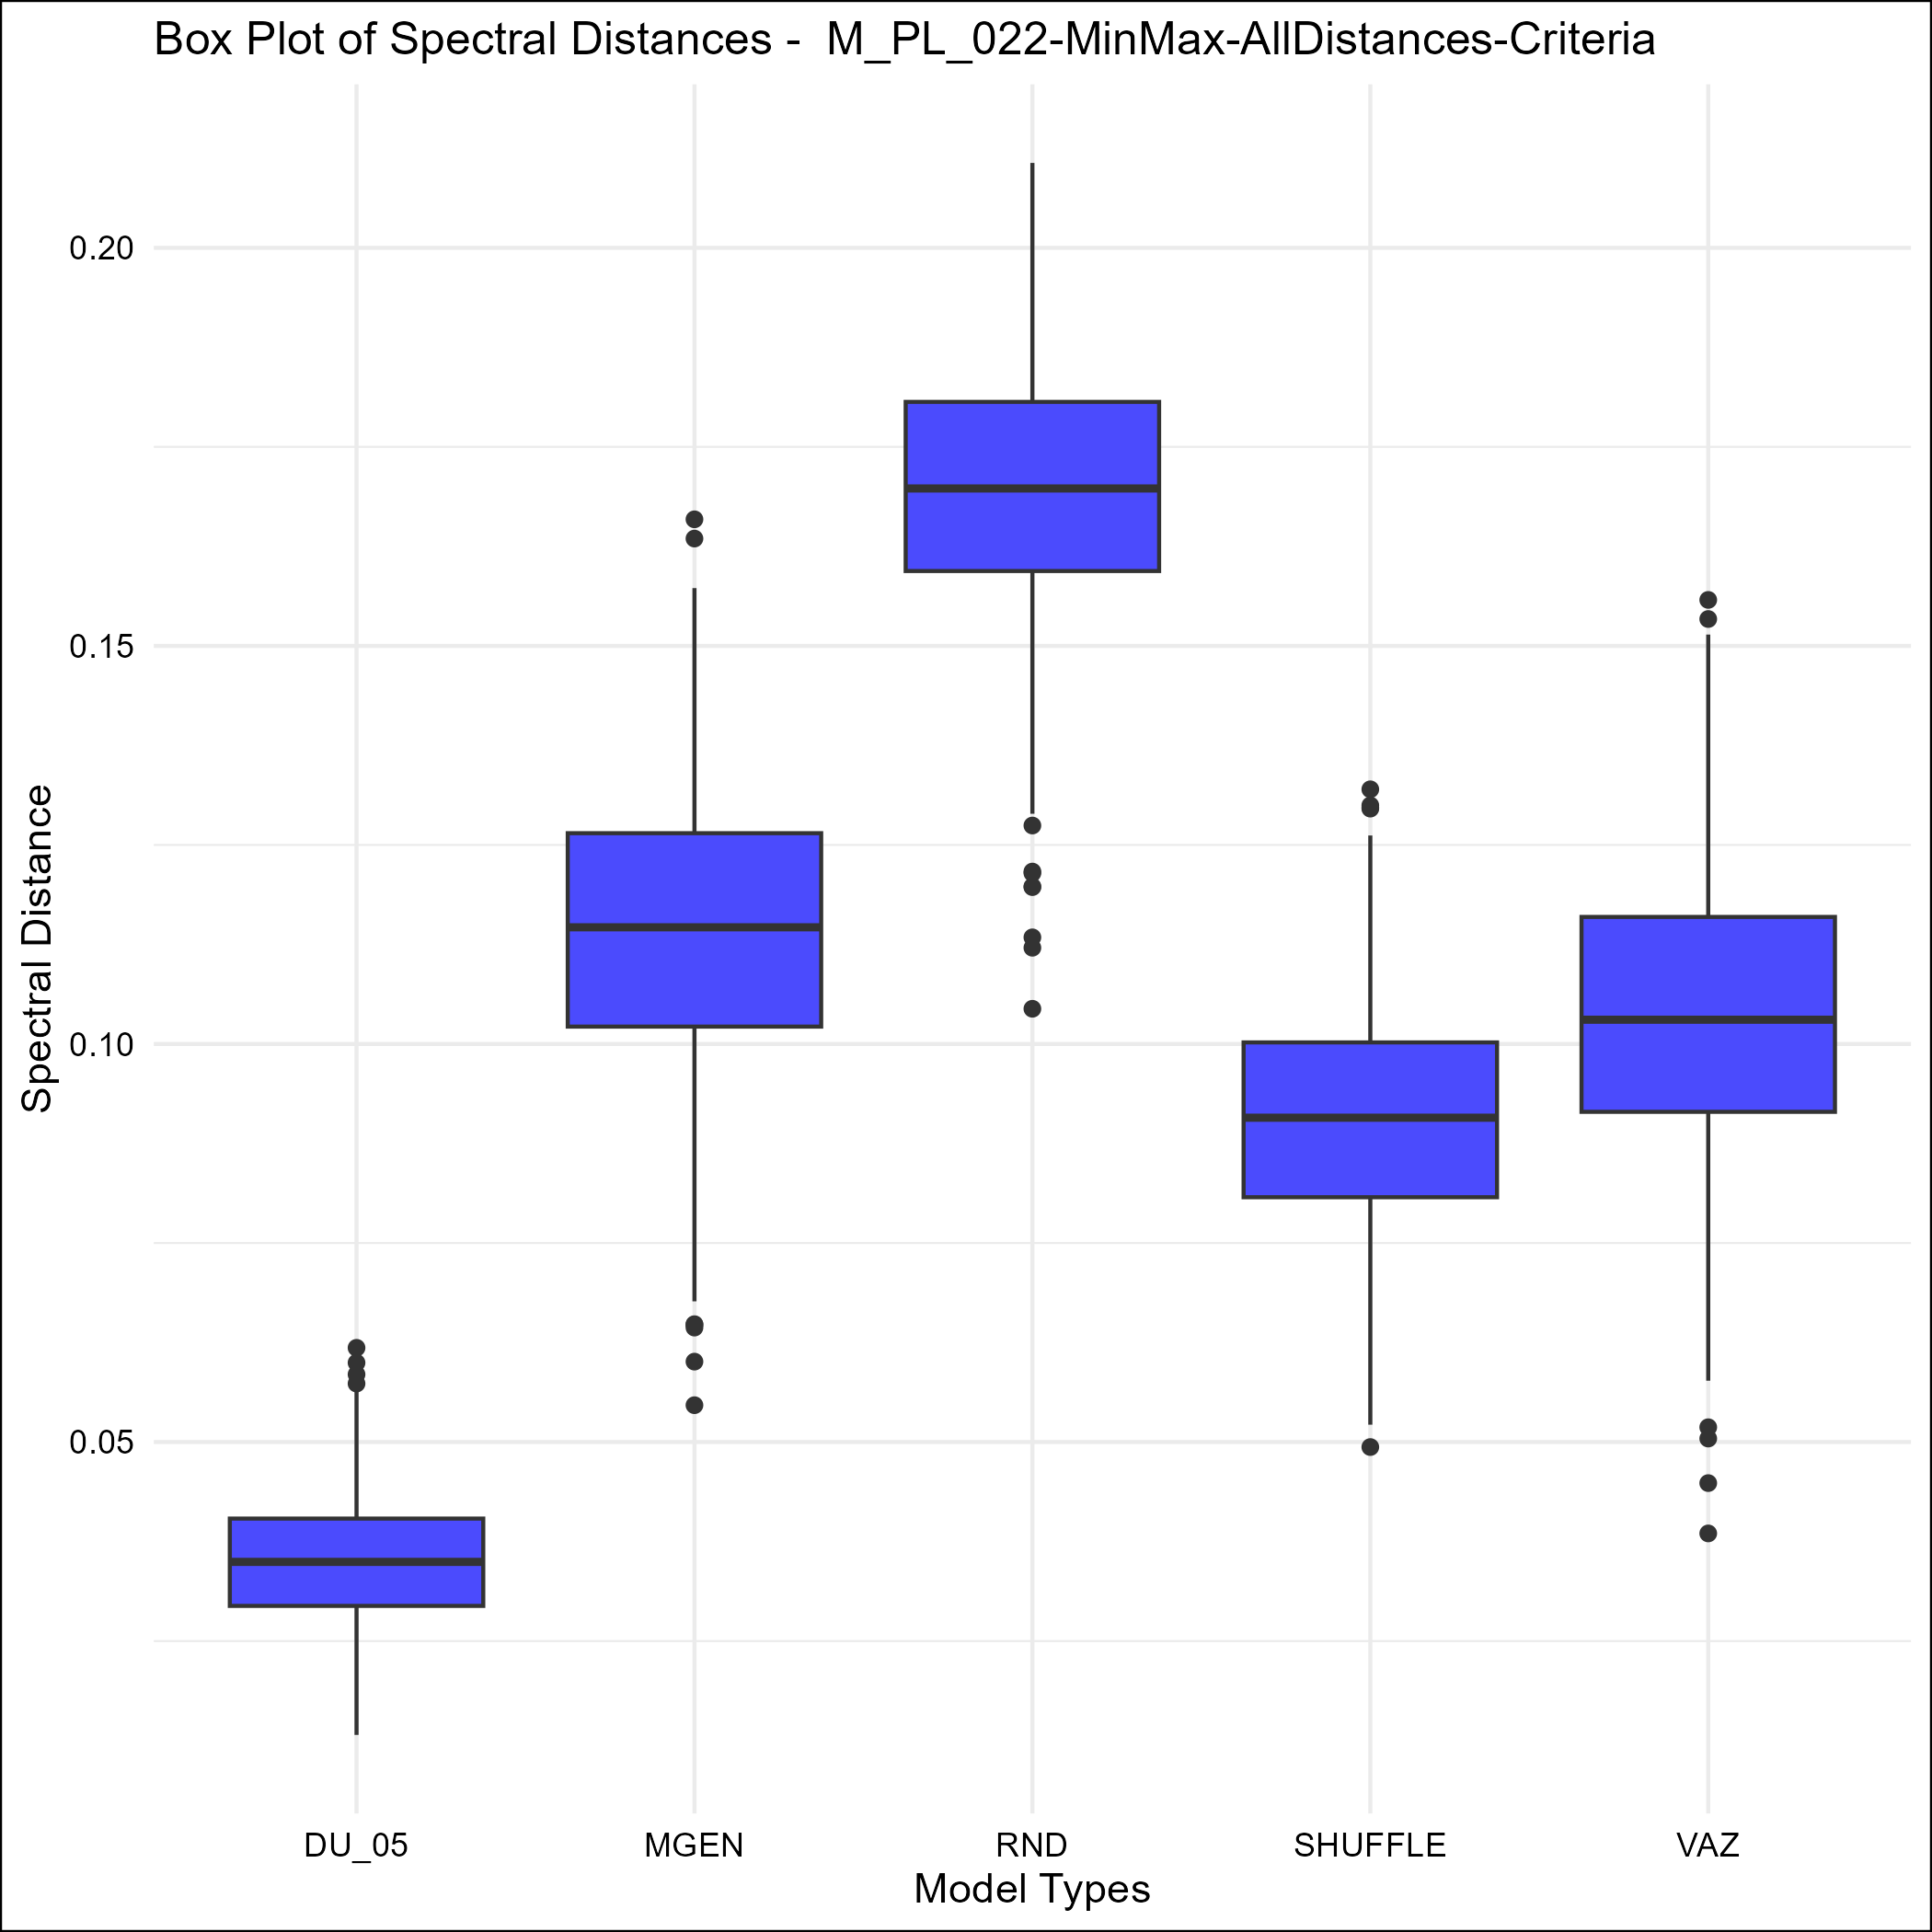 Box Plot of Spectral Distances -  M_PL_022-MinMax-AllDistances-Criteria
Spectral Distance
0.20
0.15
0.10
0.05
DU_05 MGEN RND SHUFFLE VAZ
Model Types